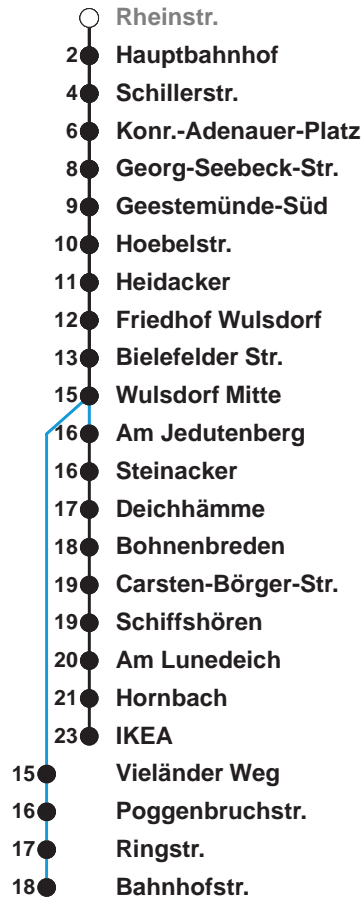 Rheinstr.
2 Hauptbahnhof
4 Schillerstr.
6 Konr.-Adenauer-Platz
8 Georg-Seebeck-Str.
9 Geestemünde-Süd
10 Hoebelstr.
11 Heidacker
12 Friedhof Wulsdorf
13 Bielefelder Str.
15 Wulsdorf Mitte
16 Am Jedutenberg
16 Steinacker
17 Deichhämme
18 Bohnenbreden
19 Carsten-Börger-Str.
19 Schiffshören
20 Am Lunedeich
21 Hornbach
23 IKEA
15 Vieländer Weg
16 Poggenbruchstr.
17 Ringstr.
18 Bahnhofstr.